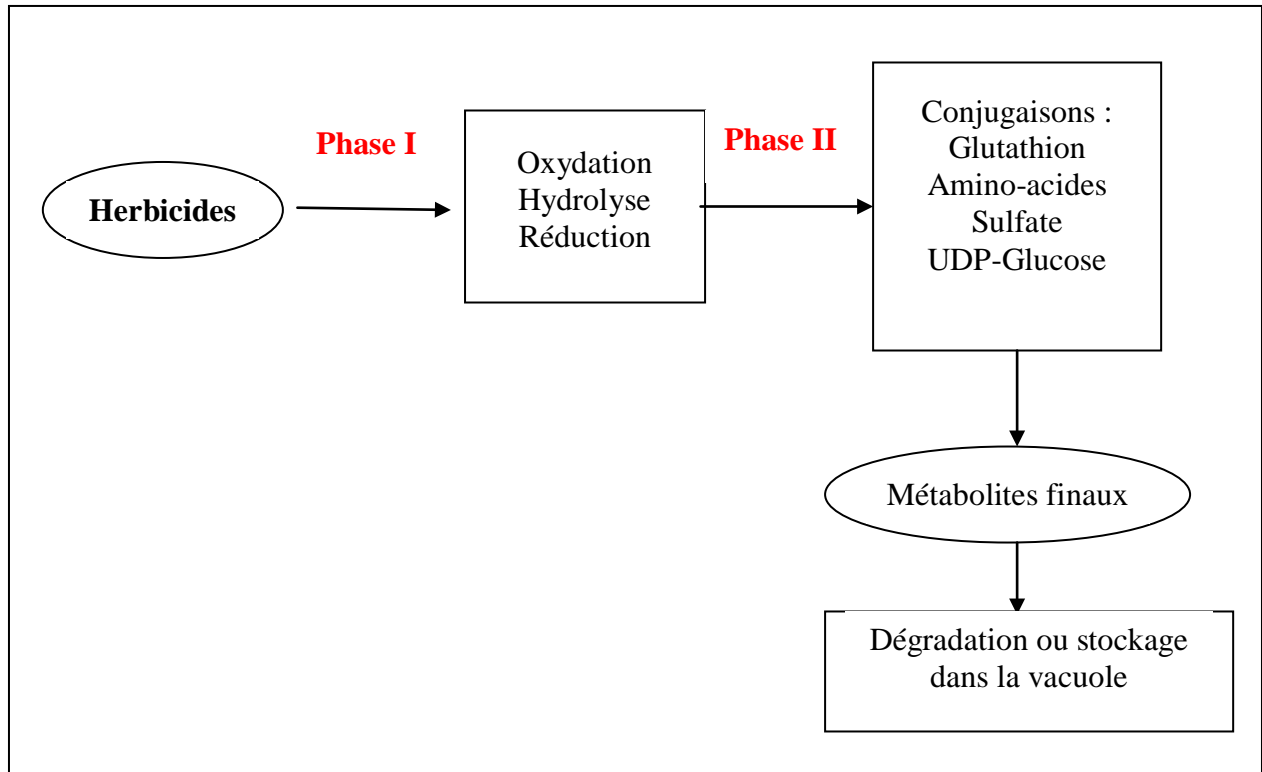 Herbicides
Phase I
Oxydation
Hydrolyse
Réduction
Phase II
Conjugaisons :
Glutathion
Amino-acides
Sulfate
UDP-Glucose
Métabolites finaux
Dégradation ou stockage
dans la vacuole